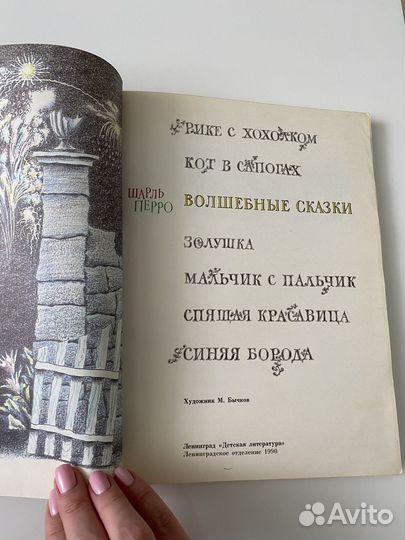 РИКЕ С ХОХОЛКОМ
КОТ В САПОГАХ
ШАРЛЬ
ПЕРРО
ВОЛШЕБНЫЕ СКАЗКИ
ЗОЛУШКА
МАЛЬЧИК С ПАЛЬЧИК
СПЯЩАЯ КРАСАВИЦА
СИНЯЯ БОРОДА
Художник М. Бычков
Ленинград «Детская литература»
Ленинградское отделение 1990
Avito